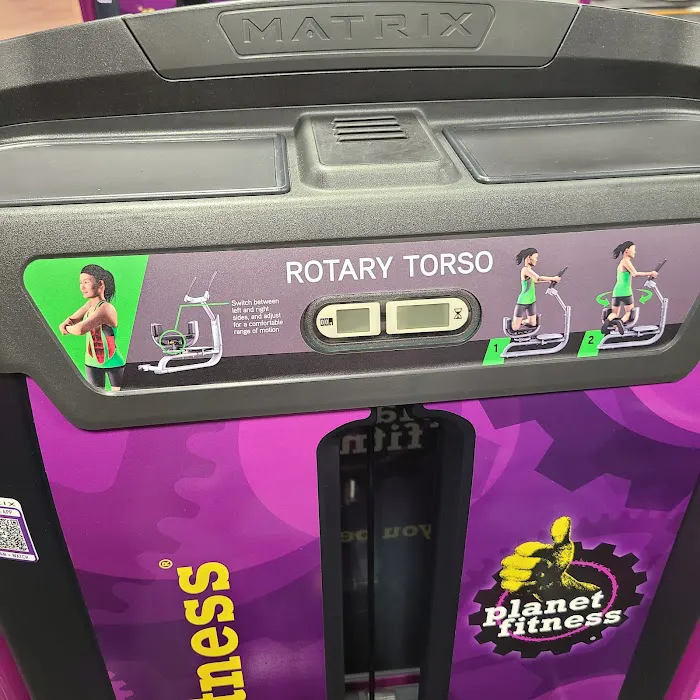 MATRIX
ROTARY TORSO
Switch between
left and right
sides, and adjust
for a comfortable
range of motion
1
2
planet
fitness
tness®